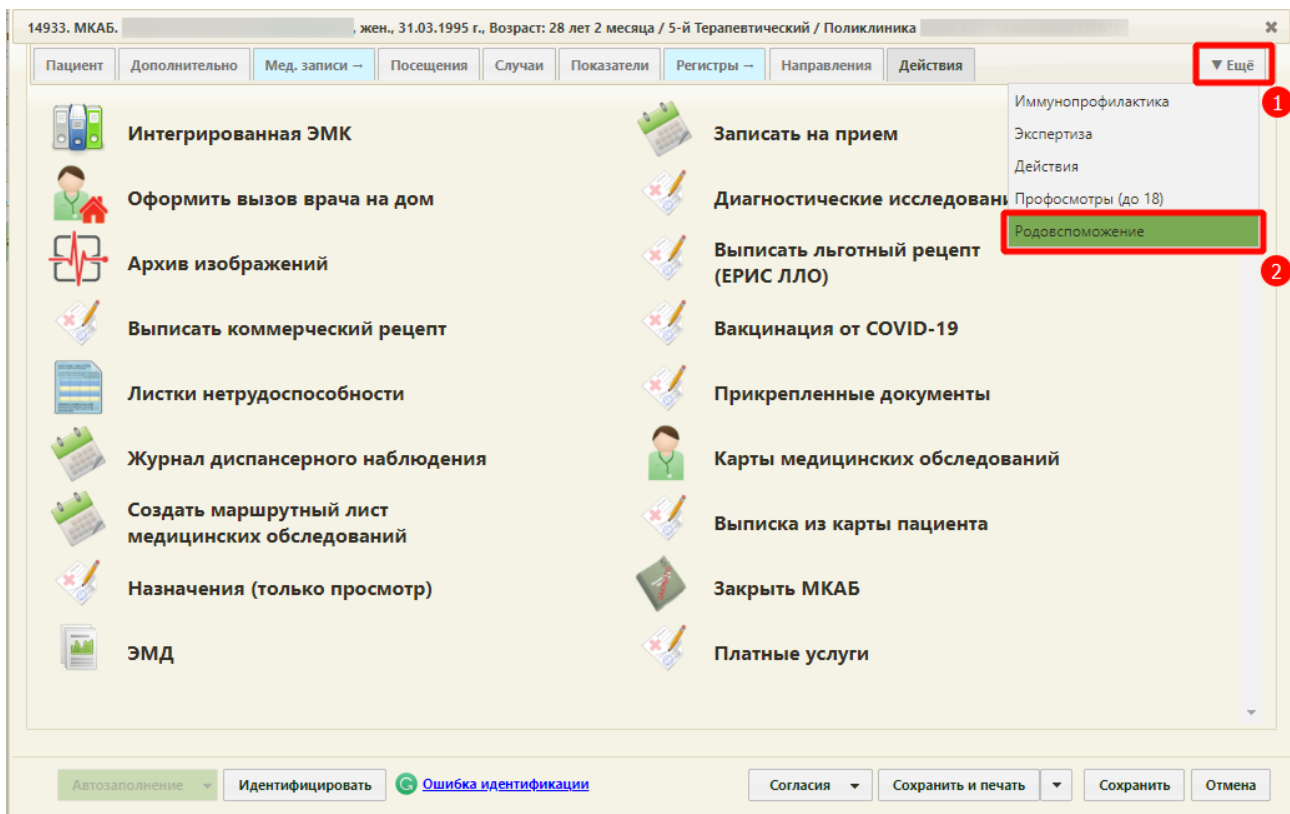 14933. МКАБ. , жен., 31.03.1995 г., Возраст: 28 лет 2 месяца / 5-й Терапевтический / Поликлиника
Пациент Дополнительно Мед. записи → Посещения Случаи Показатели Регистры → Направления Действия ▼ Ещё
1
Иммунопрофилактика
Экспертиза
Действия
Профосмотры (до 18)
Родовспоможение
2
Интегрированная ЭМК
Записать на прием
Оформить вызов врача на дом
Диагностические исследовани
Архив изображений
Выписать льготный рецепт
(ЕРИС ЛЛО)
Выписать коммерческий рецепт
Вакцинация от COVID-19
Листки нетрудоспособности
Прикрепленные документы
Журнал диспансерного наблюдения
Карты медицинских обследований
Создать маршрутный лист
медицинских обследований
Выписка из карты пациента
Назначения (только просмотр)
Закрыть МКАБ
ЭМД
Платные услуги
Автозаполнение Идентифицировать Ошибка идентификации Согласия Сохранить и печать Сохранить Отмена